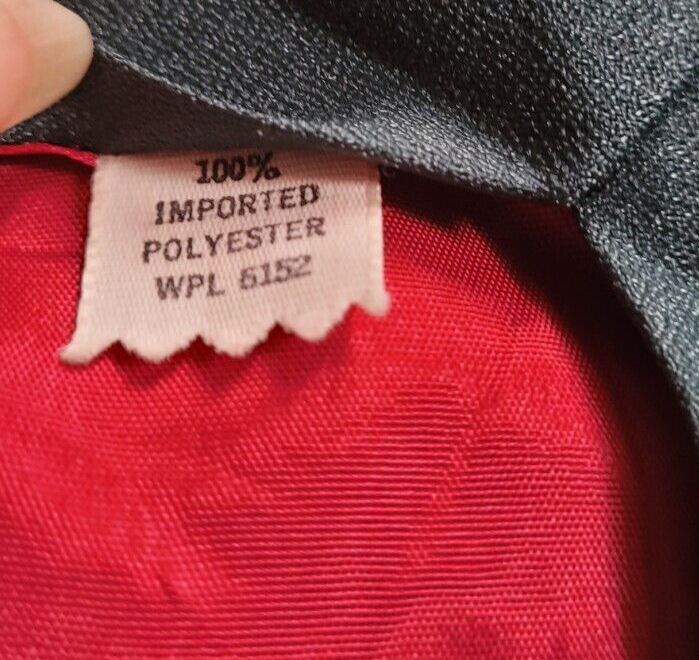 100%
IMPORTED
POLYESTER
WPL 6152